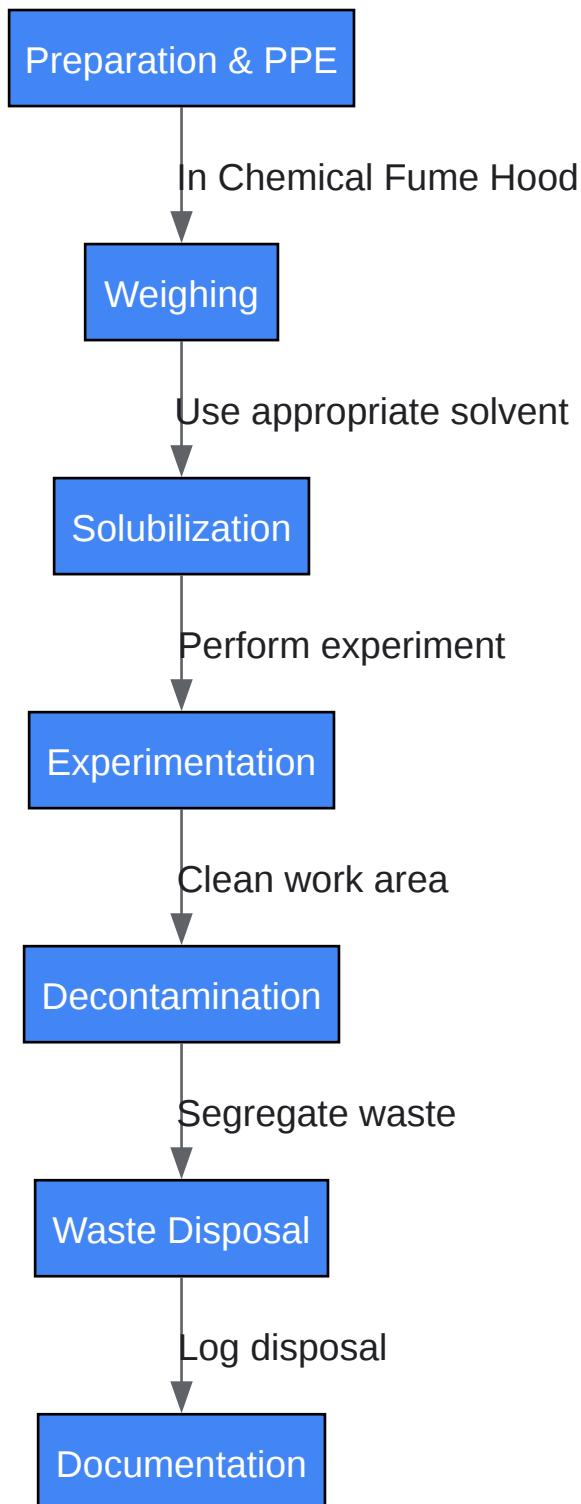 Preparation & PPE
In Chemical Fume Hood
Weighing
Use appropriate solvent
Solubilization
Perform experiment
Experimentation
Clean work area
Decontamination
Segregate waste
Waste Disposal
Log disposal
Documentation